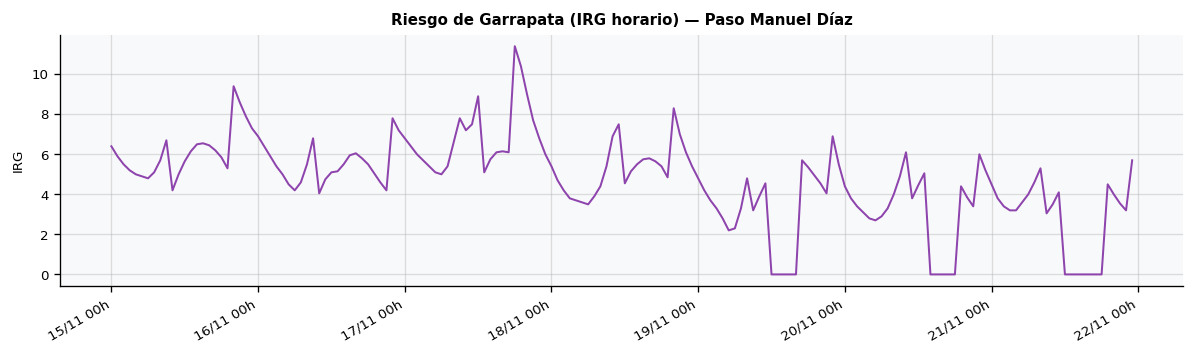 Riesgo de Garrapata (IRG horario) — Paso Manuel Díaz
IRG
10
8
6
4
2
0
15/11 00h
16/11 00h
17/11 00h
18/11 00h
19/11 00h
20/11 00h
21/11 00h
22/11 00h